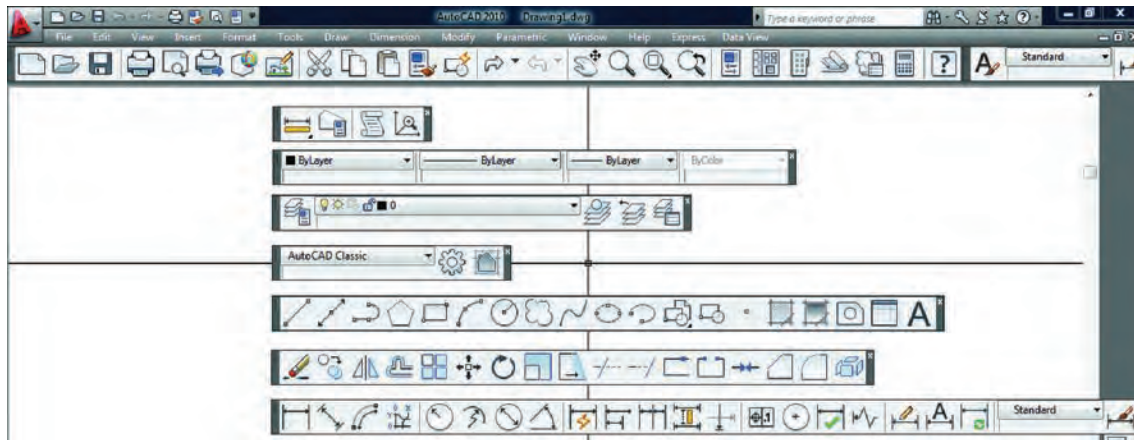 AutoCAD 2010 Drawing1.dwg Type a keyword or phrase
File Edit View Insert Format Tools Draw Dimension Modify Parametric Window Help Express Data View
A Standard
ByLayer ByLayer ByLayer ByColor
0
AutoCAD Classic
A
.1 A Standard